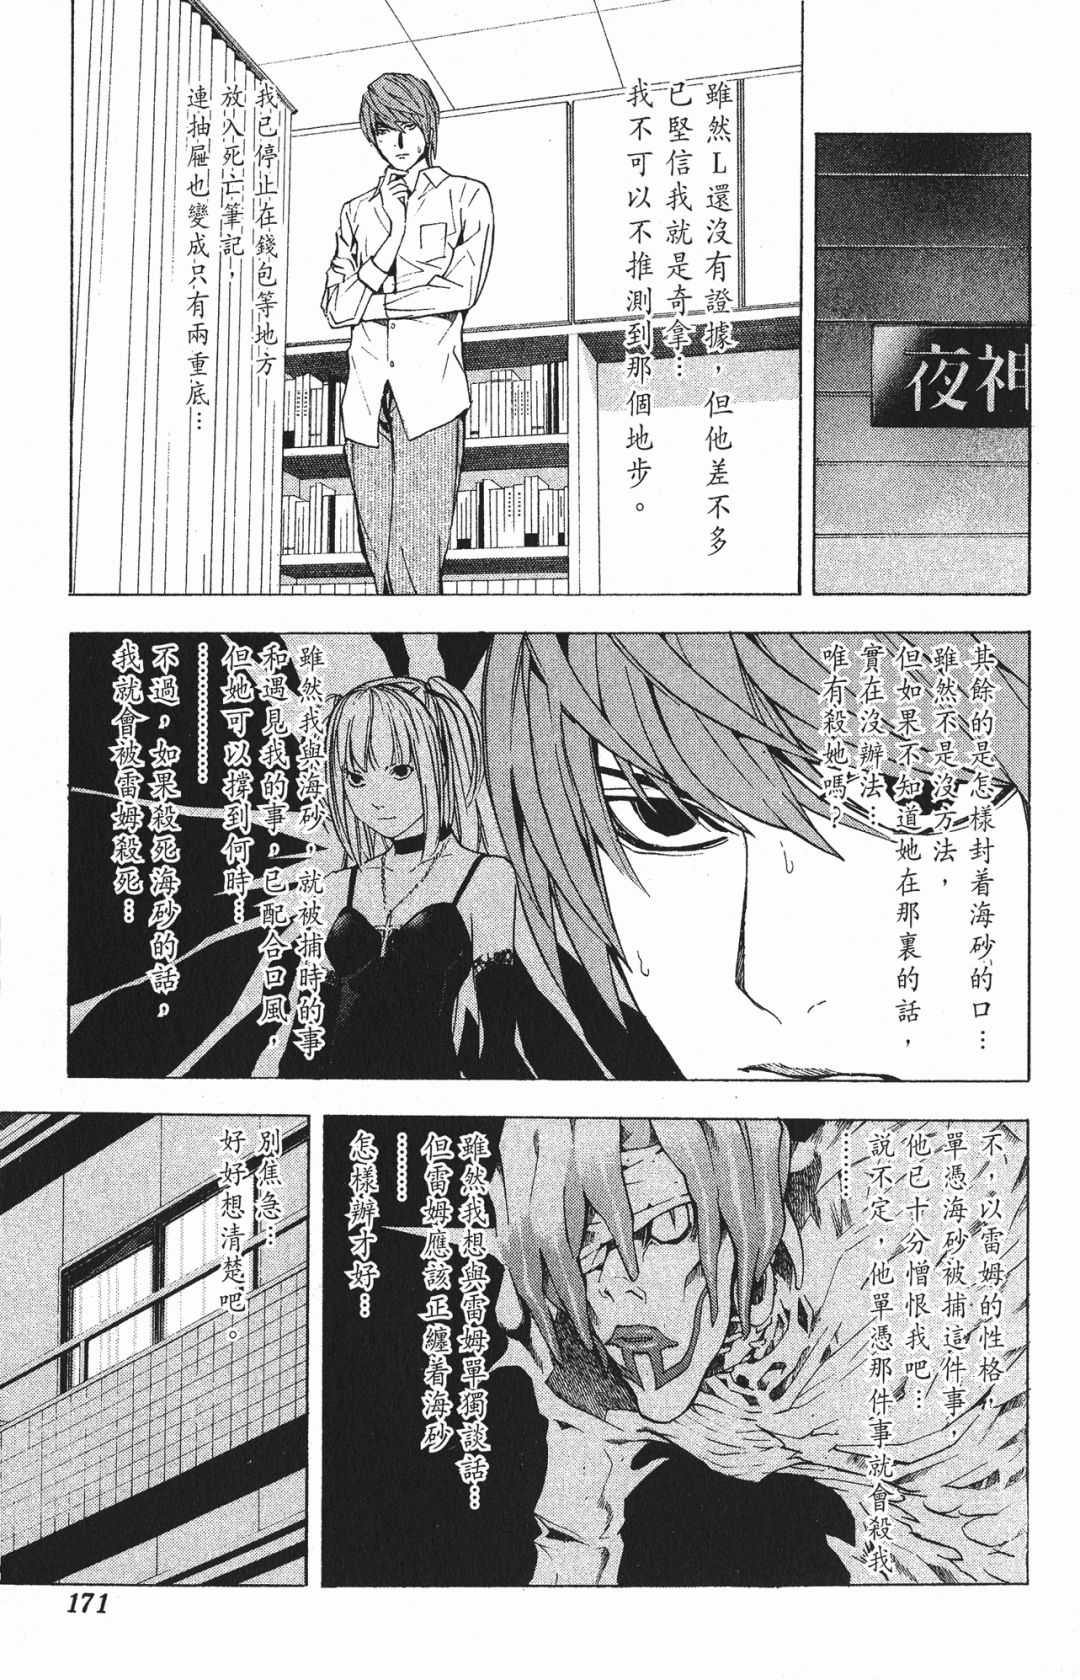 夜神
雖然L還沒有證據，但他差不多
已堅信我就是奇拿…
我不可以不推測到那個地步。
我已停止在錢包等地方
放入死亡筆記，
連抽屜也變成只有兩重底…
其餘的是怎樣封着海砂的口…
雖然不是沒方法，
但如果不知道她在那裏的話，
實在沒辦法…
唯有殺她嗎？
雖然我與海砂，就被捕時的事
和遇見我的事，已配合口風，
但她可以撐到何時…
…………
不過，如果殺死海砂的話，
我就會被雷姆殺死…
不，以雷姆的性格，
單憑海砂被捕這件事，
他已十分憎恨我吧…
說不定，他單憑那件事就會殺我
……
雖然我想與雷姆單獨談話…
但雷姆應該正纏着海砂
……
怎樣辦才好…
別焦急…
好好想清楚吧。
171